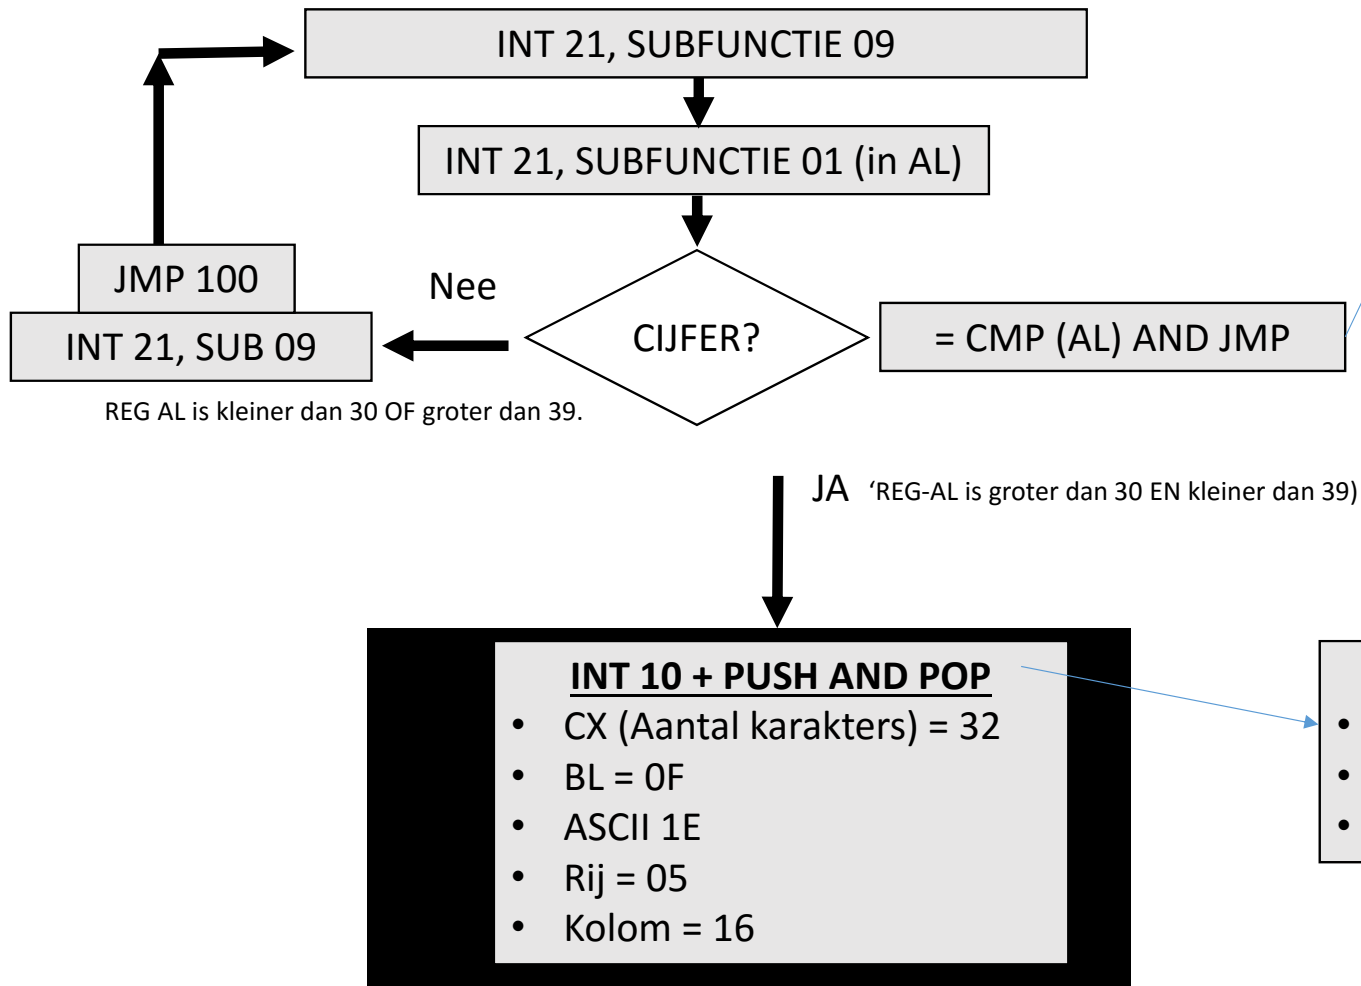 INT 21, SUBFUNCTIE 09
INT 21, SUBFUNCTIE 01 (in AL)
JMP 100
Nee
INT 21, SUB 09
CIJFER?
= CMP (AL) AND JMP
REG AL is kleiner dan 30 OF groter dan 39.
JA ‘REG-AL is groter dan 30 EN kleiner dan 39)
INT 10 + PUSH AND POP
• CX (Aantal karakters) = 32
• BL = 0F
• ASCII 1E
• Rij = 05
• Kolom = 16